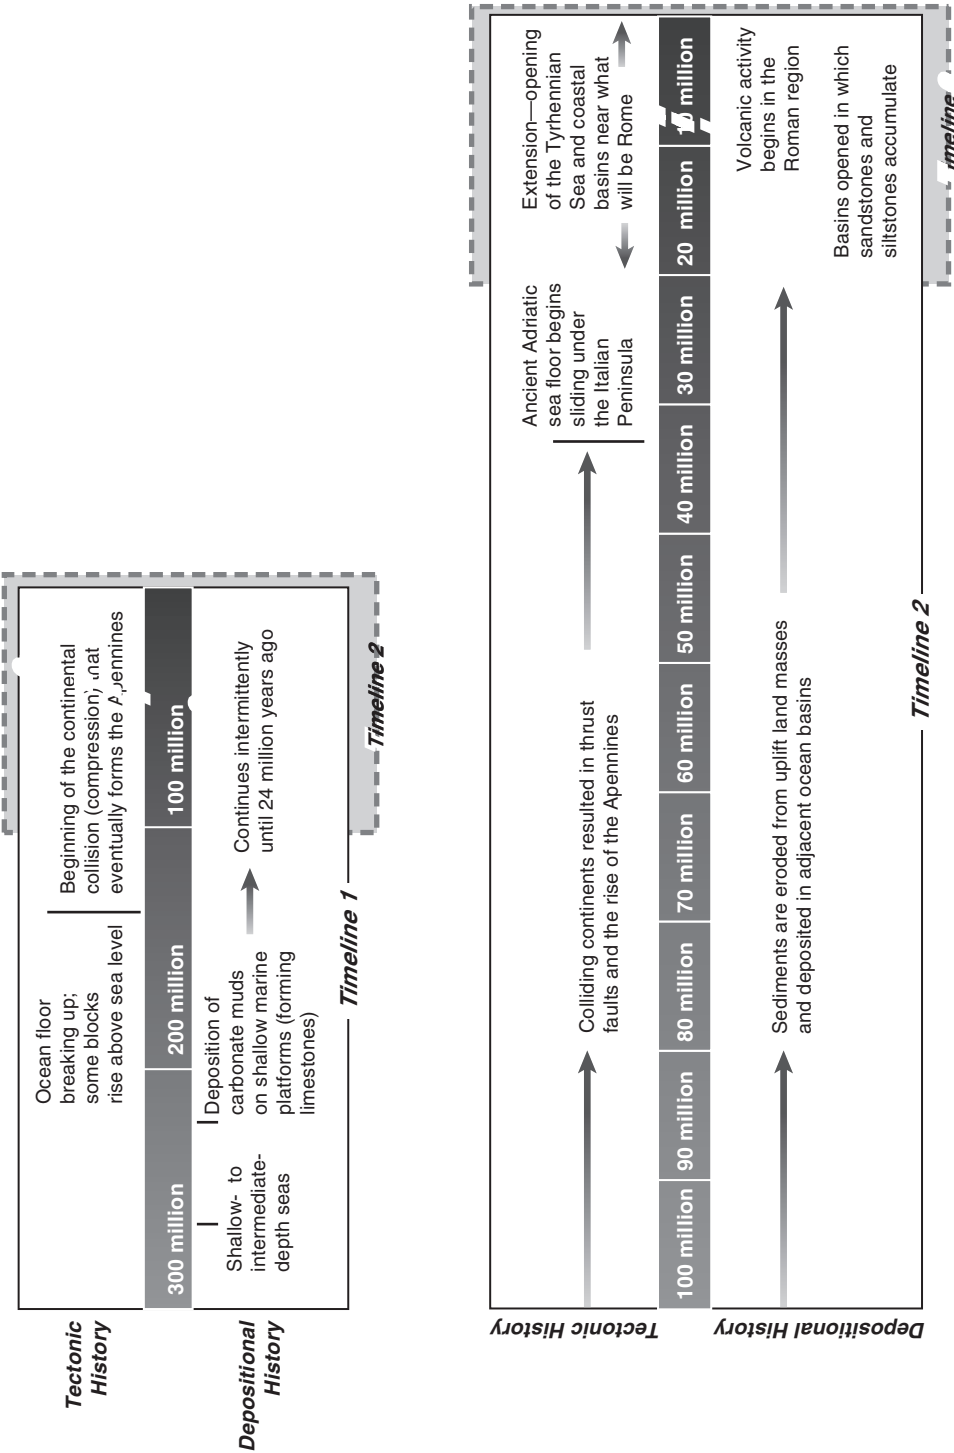 Tectonic
History
Ocean floor
breaking up;
some blocks
rise above sea level
Beginning of the continental
collision (compression)
eventually forms the
300 million
200 million
100 million
Depositional
History
Shallow- to
intermediate-
depth seas
Deposition of
carbonate muds
on shallow marine
platforms (forming
limestones)
Continues intermittently
until 24 million years ago
Timeline 1
Timeline 2
Tectonic History
Colliding continents resulted in thrust
faults and the rise of the Apennines
Ancient Adriatic
sea floor begins
sliding under
the Italian
Peninsula
Extension—opening
of the Tyrhennian
Sea and coastal
basins near what
will be Rome
100 million
90 million
80 million
70 million
60 million
50 million
40 million
30 million
20 million
million
Depositional History
Sediments are eroded from uplift land masses
and deposited in adjacent ocean basins
Volcanic activity
begins in the
Roman region
Basins opened in which
sandstones and
siltstones accumulate
Timeline 2